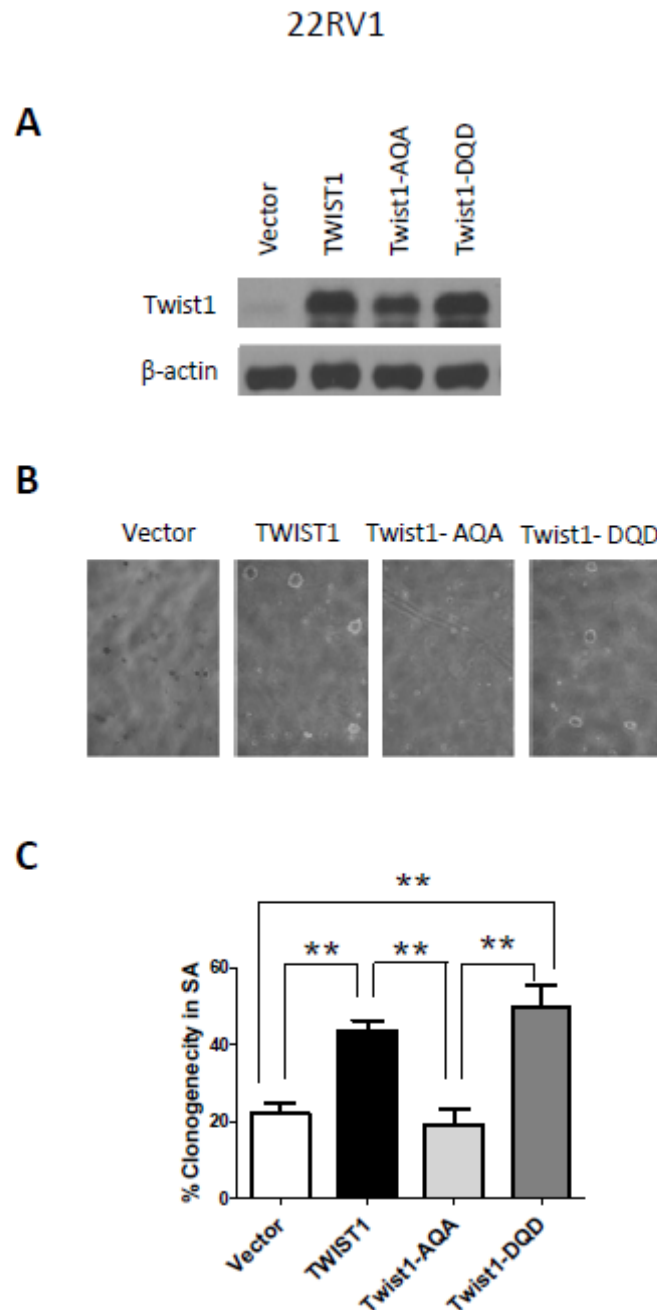 22RV1
A
Vector
TWIST1
Twist1-AQA
Twist1-DQD
Twist1
β-actin
B
Vector TWIST1 Twist1- AQA Twist1- DQD
C
**
** ** **
% Clonogenecity in SA
60
40
20
0
Vector
TWIST1
Twist1-AQA
Twist1-DQD